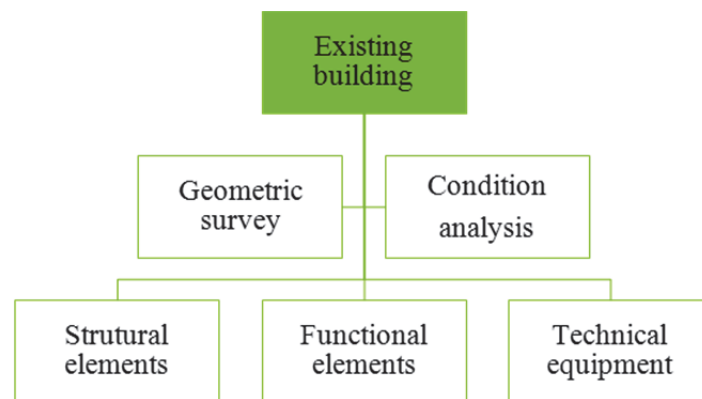 Existing
building
Geometric
survey
Condition
analysis
Strutural
elements
Functional
elements
Technical
equipment